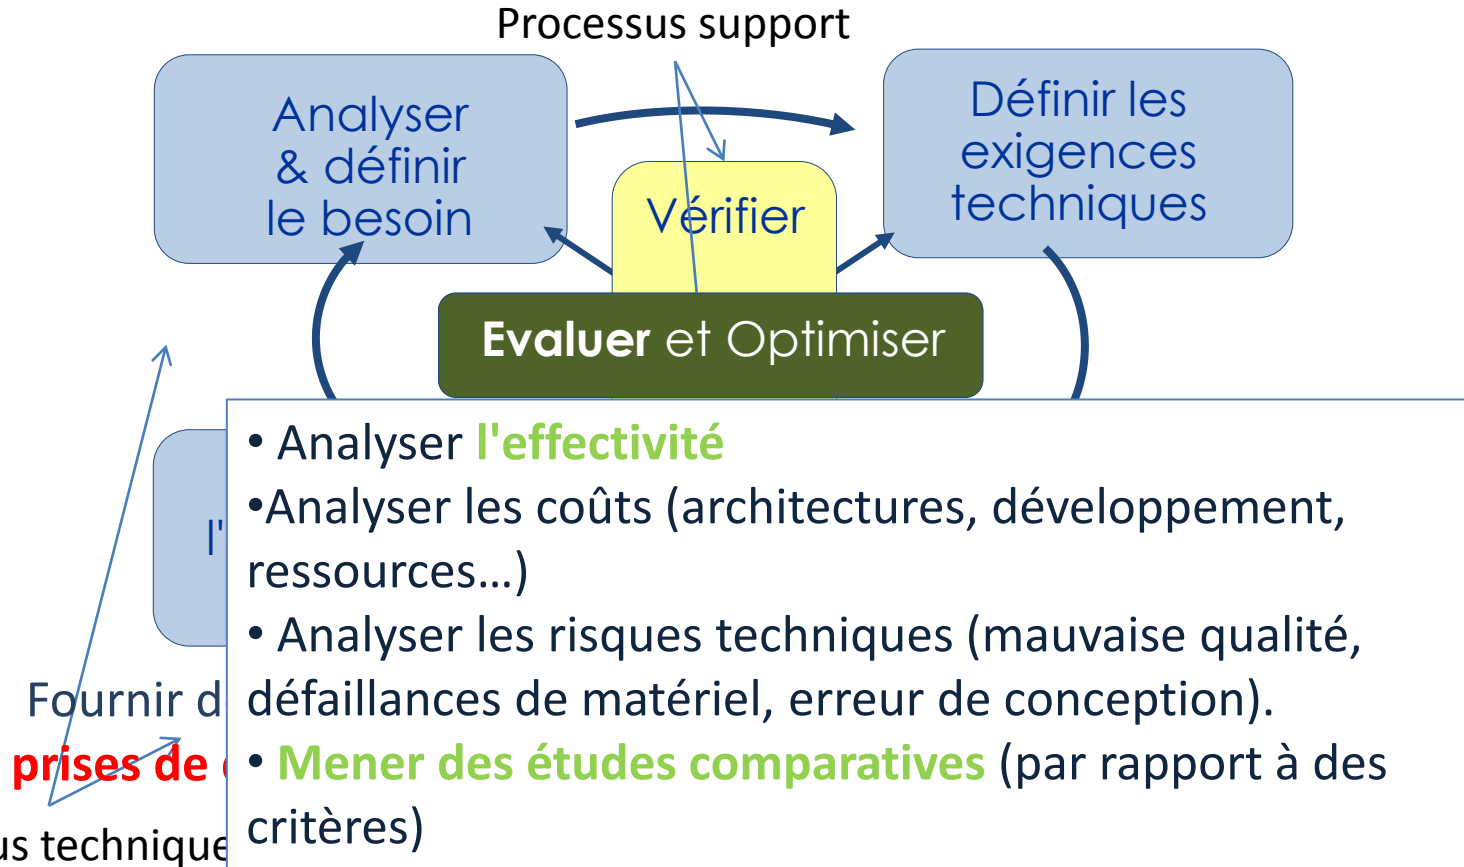 Processus support
Analyser
& définir
le besoin
Définir les
exigences
techniques
Vérifier
Evaluer et Optimiser
• Analyser l'effectivité
•Analyser les coûts (architectures, développement,
ressources…)
• Analyser les risques techniques (mauvaise qualité,
défaillances de matériel, erreur de conception).
• Mener des études comparatives (par rapport à des
critères)
l'
Fournir d
prises de
us technique